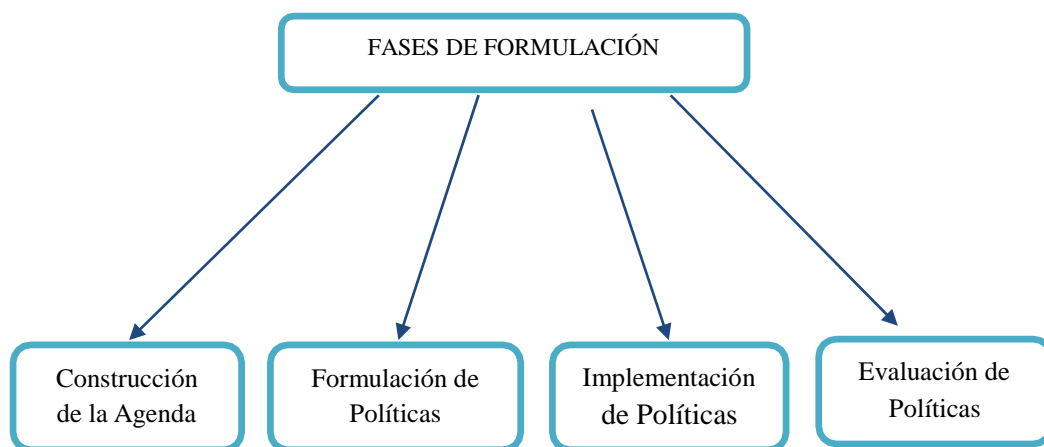 FASES DE FORMULACIÓN
Construcción
de la Agenda
Formulación de
Políticas
Implementación
de Políticas
Evaluación de
Políticas